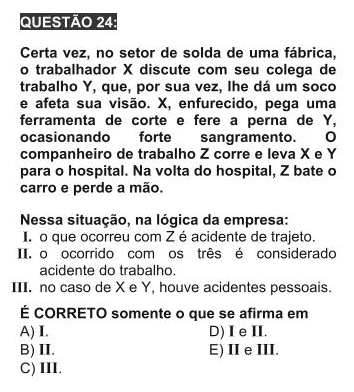 QUESTÃO 24:
Certa vez, no setor de solda de uma fábrica,
o trabalhador X discute com seu colega de
trabalho Y, que, por sua vez, lhe dá um soco
e afeta sua visão. X, enfurecido, pega uma
ferramenta de corte e fere a perna de Y,
ocasionando forte sangramento. O
companheiro de trabalho Z corre e leva X e Y
para o hospital. Na volta do hospital, Z bate o
carro e perde a mão.
Nessa situação, na lógica da empresa:
I. o que ocorreu com Z é acidente de trajeto.
II. o ocorrido com os três é considerado
acidente do trabalho.
III. no caso de X e Y, houve acidentes pessoais.
É CORRETO somente o que se afirma em
A) I.
B) II.
C) III.
D) I e II.
E) II e III.